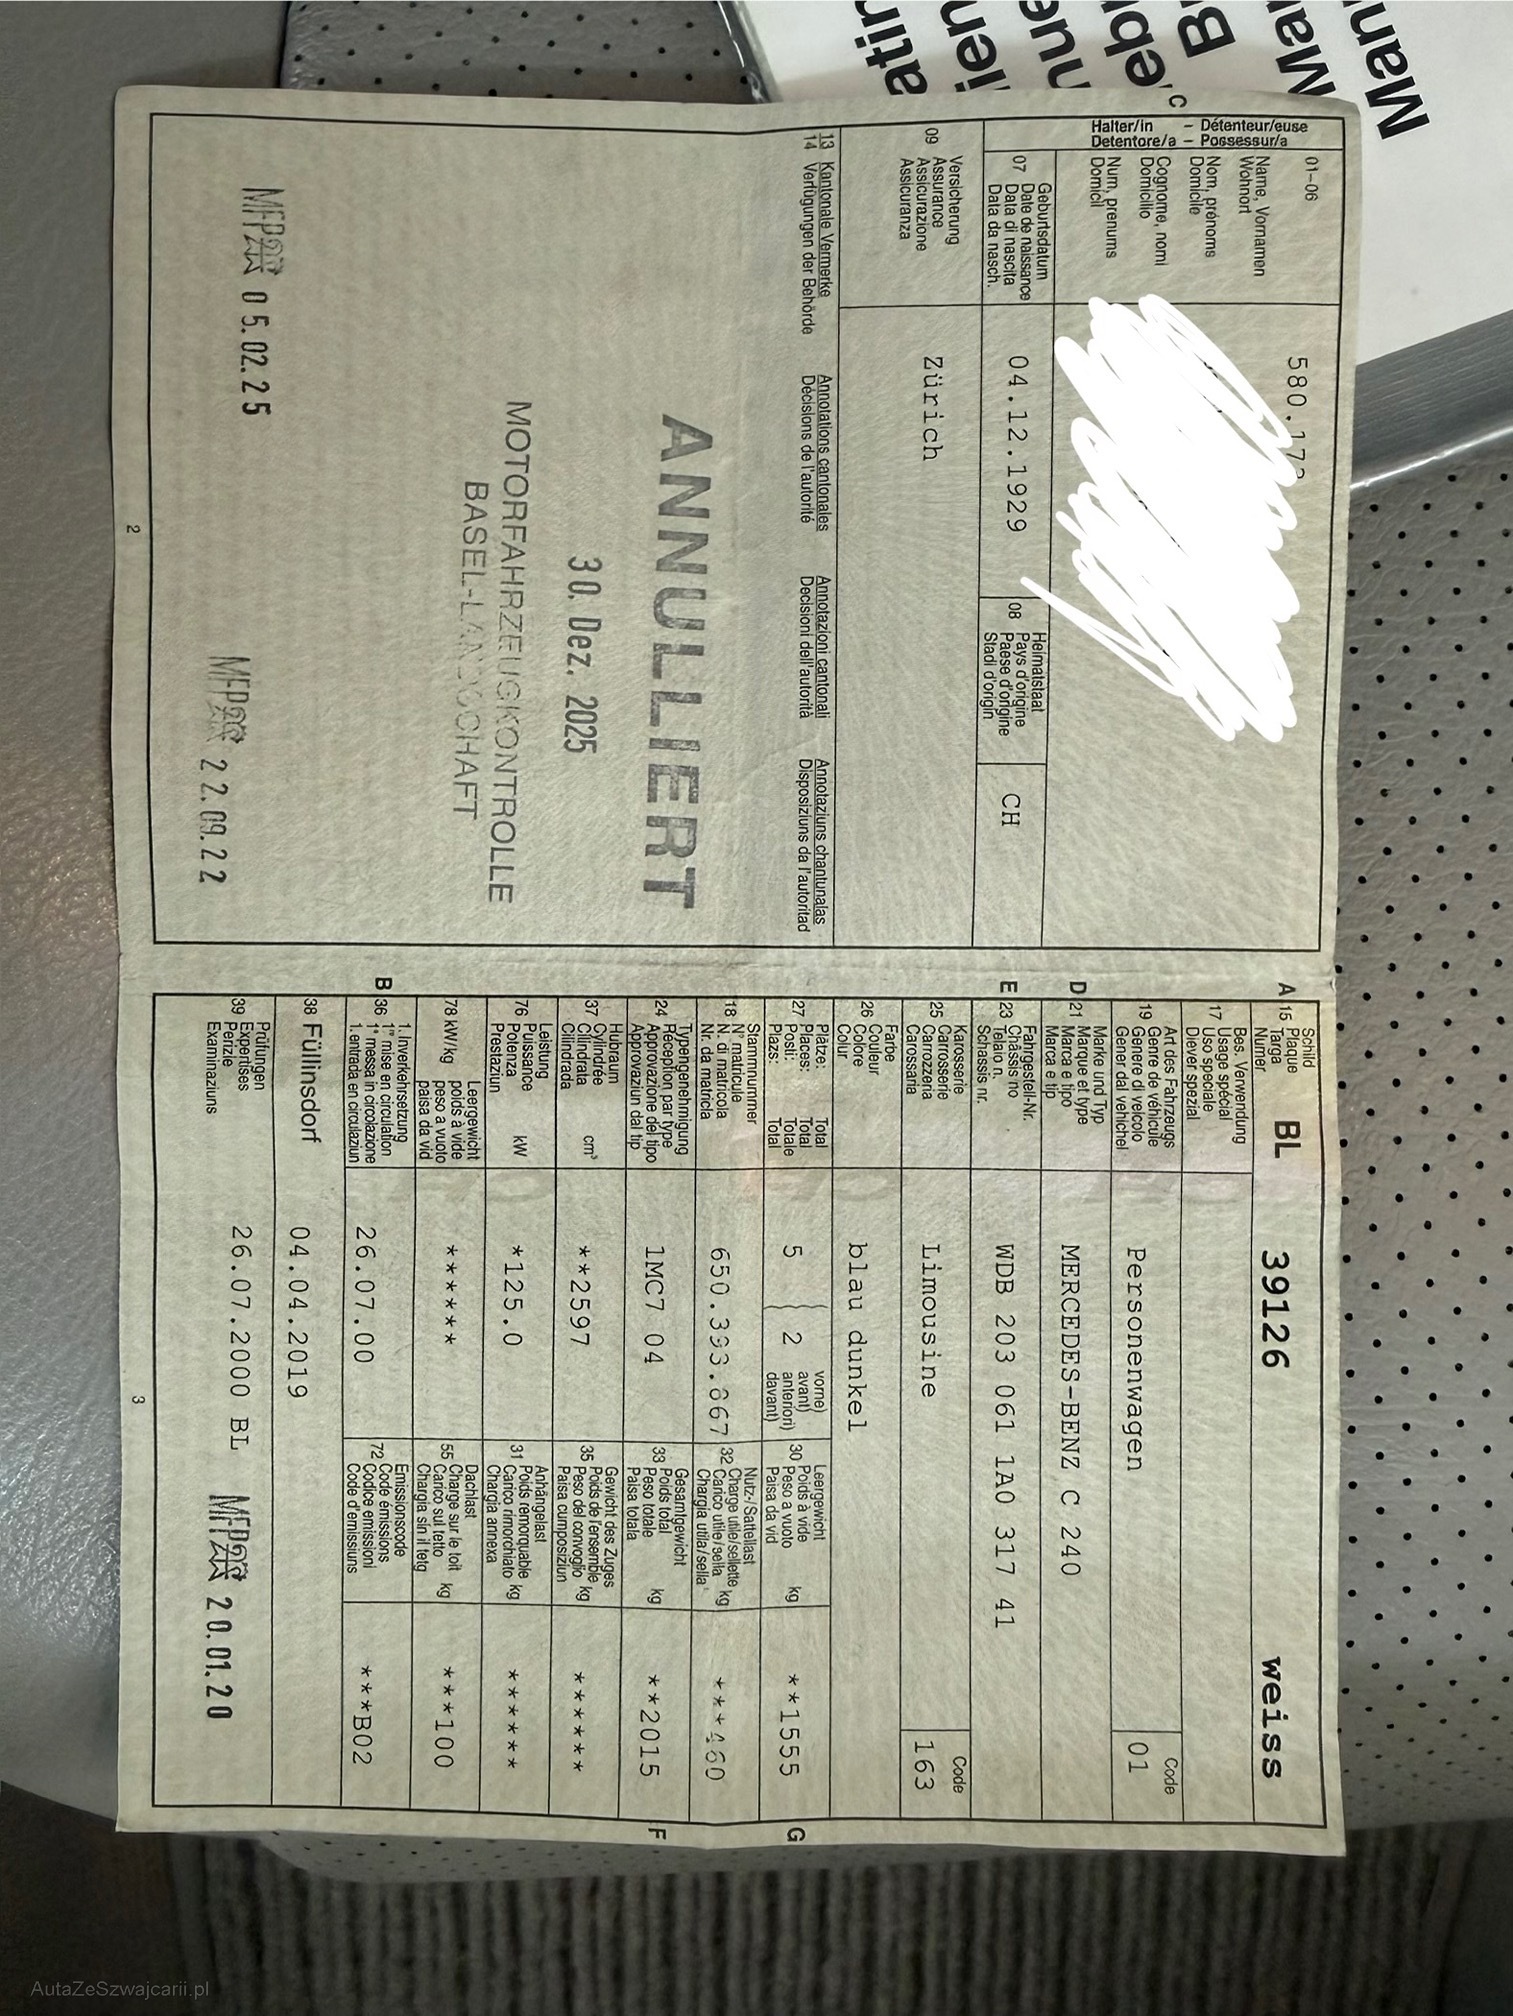 Halter/in – Détenteur/euse
Detentore/a – Possessur/a
C
01–06
Name, Vornamen
Wohnort
Nom, prénoms
Domicile
Cognome, nomi
Domicilio
Num, prenums
Domicil
Geburtsdatum
07 Date de naissance
Data di nascita
Data da nasch.
04.12.1929
Heimatstaat
08 Pays d'origine
Paese d'origine
Stadi d'origin
CH
Versicherung
09 Assurance
Assicurazione
Assicuranza
Zürich
13 Kantonale Vermerke Annotations cantonales Annotazioni cantonali Annotaziuns chantunalas
14 Verfügungen der Behörde Décisions de l'autorité Decisioni dell'autorità Disposiziuns da l'autoritad
ANNULLIERT
30. Dez. 2025
MOTORFAHRZEUGKONTROLLE
BASEL-LANDSCHAFT
MFP 05.02.25
MFP 22.09.22
2
A 15 Schild
Plaque
Targa
Numer
BL 39126 weiss
17 Bes. Verwendung
Usage spécial
Uso speciale
Diever spezial
19 Art des Fahrzeugs
Genre de véhicule
Genere di veicolo
Gener dal vehichel
Personenwagen
Code
01
D 21 Marke und Typ
Marque et type
Marca e tipo
Marca e tip
MERCEDES-BENZ C 240
E 23 Fahrgestell-Nr.
Châssis no
Telaio n.
Schassis nr.
WDB 203 061 1A0 317 41
25 Karosserie
Carrosserie
Carrozzeria
Carossaria
Limousine
Code
163
26 Farbe
Couleur
Colore
Colur
blau dunkel
27 Plätze: Total
Places: Total
Posti: Totale
Plazs: Total
5 2
vorne)
avant)
anteriori)
davant)
30 Leergewicht
Poids à vide
Peso a vuoto kg
Paisa da vid
**1555
G
18 Stammnummer
N° matricule
N. di matricola
Nr. da matricla
32 Nutz-/Sattellast
Charge utile/sellette kg
Carico utile/sella
Chargia utila/sella
***460
24 Typengenehmigung
Réception par type
Approvazione del tipo
Approvaziun dal tip
1MC7 04
33 Gesamtgewicht
Poids total
Peso totale kg
Paisa totala
**2015
F
37 Hubraum
Cylindrée
Cilindrata cm³
Cilindrada
**2597
35 Gewicht des Zuges
Poids de l'ensemble
Peso del convoglio kg
Paisa cumposiziun
******
76 Leistung
Puissance
Potenza kW
Prestaziun
*125.0
31 Anhängelast
Poids remorquable
Carico rimorchiato kg
Chargia annexa
******
78 kW/kg Leergewicht
poids à vide
peso a vuoto
paisa da vid
******
55 Dachlast
Charge sur le toit
Carico sul tetto kg
Chargia sin il tetg
***100
B 36 1. Inverkehrsetzung
1re mise en circulation
1a messa in circolazione
1. entrada en circulaziun
26.07.00
72 Emissionscode
Code émissions
Codice emissioni
Code d'emissiuns
***B02
38 Füllinsdorf 04.04.2019
39 Prüfungen
Expertises
Perizie
Examinaziuns
26.07.2000 BL MFP 20.01.20
3
AutaZeSzwajcarii.pl